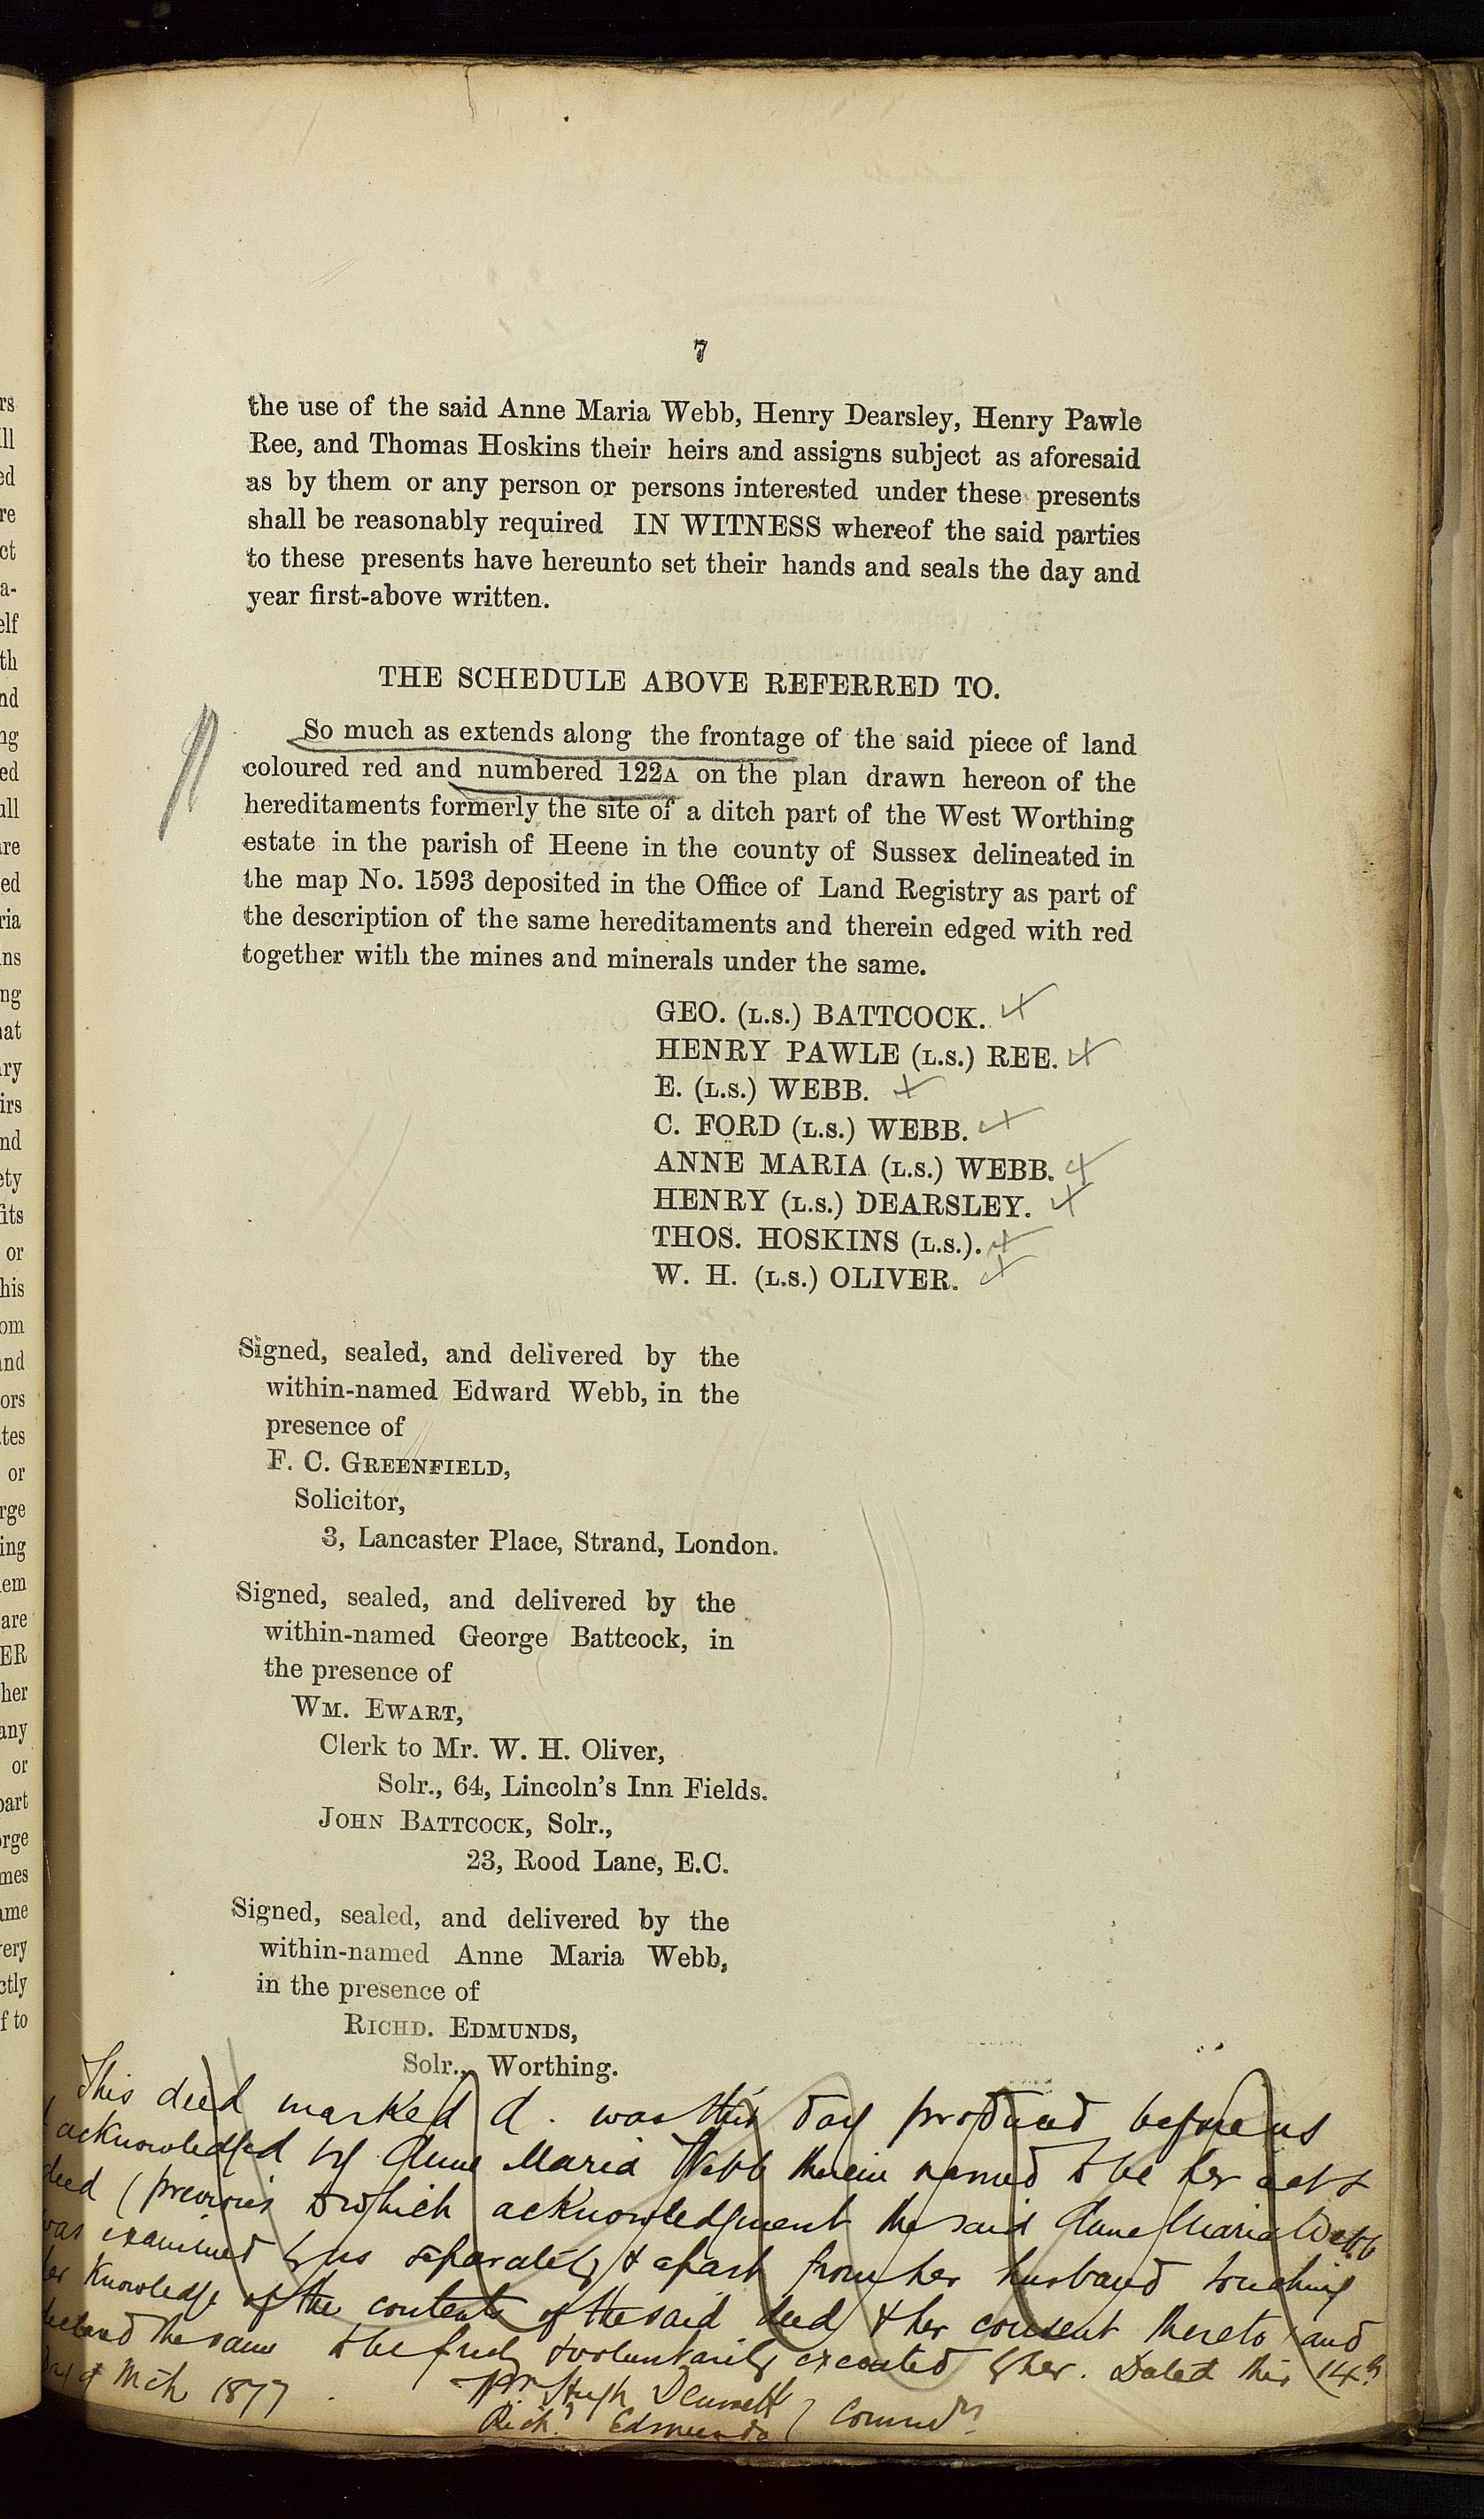 7
the use of the said Anne Maria Webb, Henry Dearsley, Henry Pawle
Ree, and Thomas Hoskins their heirs and assigns subject as aforesaid
as by them or any person or persons interested under these presents
shall be reasonably required IN WITNESS whereof the said parties
to these presents have hereunto set their hands and seals the day and
year first-above written.
THE SCHEDULE ABOVE REFERRED TO.
So much as extends along the frontage of the said piece of land
coloured red and numbered 122A on the plan drawn hereon of the
hereditaments formerly the site of a ditch part of the West Worthing
estate in the parish of Heene in the county of Sussex delineated in
the map No. 1593 deposited in the Office of Land Registry as part of
the description of the same hereditaments and therein edged with red
together with the mines and minerals under the same.
GEO. (L.S.) BATTCOCK.
HENRY PAWLE (L.S.) REE.
E. (L.S.) WEBB.
C. FORD (L.S.) WEBB.
ANNE MARIA (L.S.) WEBB.
HENRY (L.S.) DEARSLEY.
THOS. HOSKINS (L.S.).
W. H. (L.S.) OLIVER.
Signed, sealed, and delivered by the
within-named Edward Webb, in the
presence of
F. C. GREENFIELD,
Solicitor,
3, Lancaster Place, Strand, London.
Signed, sealed, and delivered by the
within-named George Battcock, in
the presence of
WM. EWART,
Clerk to Mr. W. H. Oliver,
Solr., 64, Lincoln's Inn Fields.
JOHN BATTCOCK, Solr.,
23, Rood Lane, E.C.
Signed, sealed, and delivered by the
within-named Anne Maria Webb,
in the presence of
RICHD. EDMUNDS,
Solr., Worthing.
This deed marked A. was this day produced before us
acknowledged by Anne Maria Webb therein named to be her act &
deed (previous to which acknowledgment the said Anne Maria Webb
was examined by us separately & apart from her husband touching
her knowledge of the contents of the said deed & her consent thereto and
declared the same to be freely & voluntarily executed by her. Dated this 14th
day of Mch 1877.
Wm. Hugh Dennett
Richd. Edmunds } Commrs.